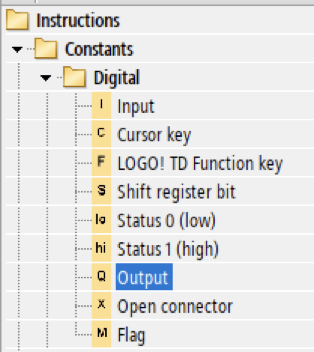 Instructions
Constants
Digital
I Input
C Cursor key
F LOGO! TD Function key
S Shift register bit
lo Status 0 (low)
hi Status 1 (high)
Q Output
X Open connector
M Flag